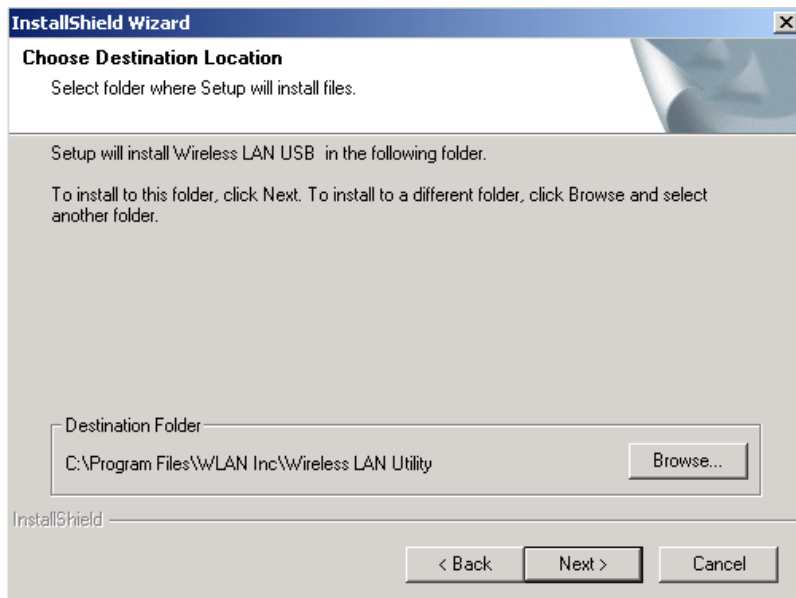 InstallShield Wizard
Choose Destination Location
Select folder where Setup will install files.
Setup will install Wireless LAN USB in the following folder.
To install to this folder, click Next. To install to a different folder, click Browse and select
another folder.
Destination Folder
C:\Program Files\WLAN Inc\Wireless LAN Utility
Browse...
InstallShield
< Back
Next >
Cancel